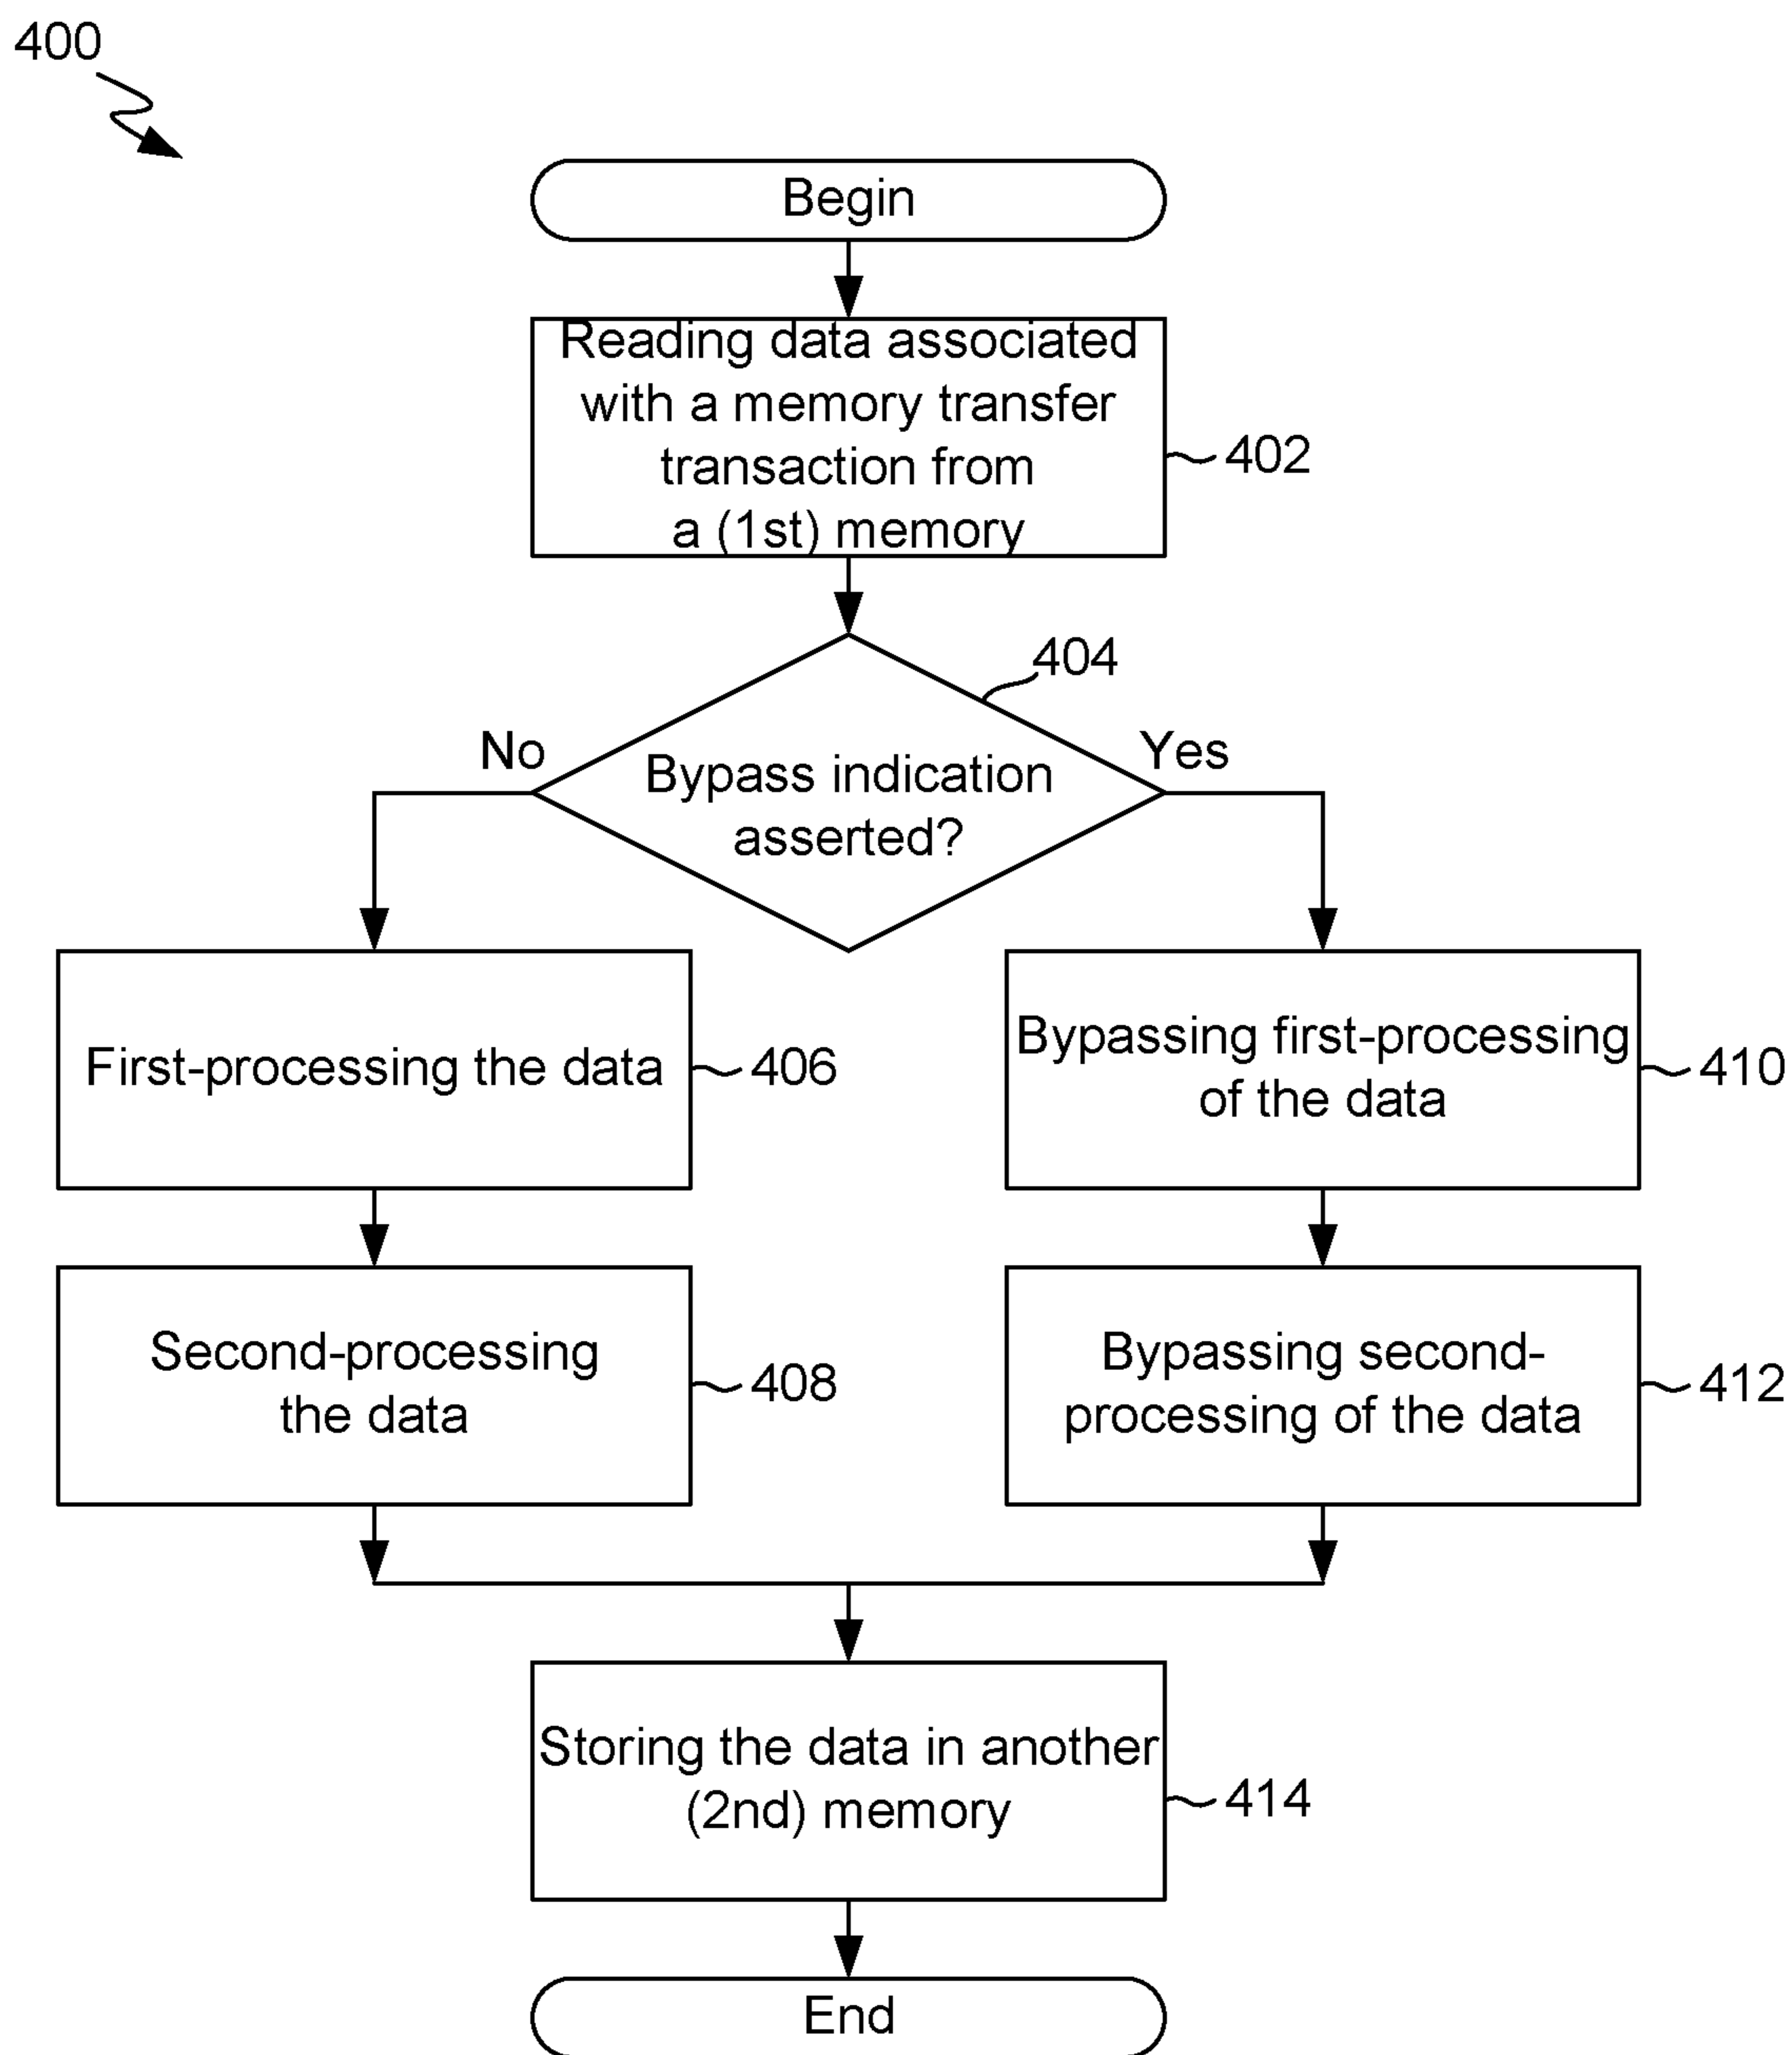 400
Begin
Reading data associated
with a memory transfer
transaction from
a (1st) memory
402
404
No
Yes
Bypass indication
asserted?
First-processing the data
406
Bypassing first-processing
of the data
410
Second-processing
the data
408
Bypassing second-
processing of the data
412
Storing the data in another
(2nd) memory
414
End